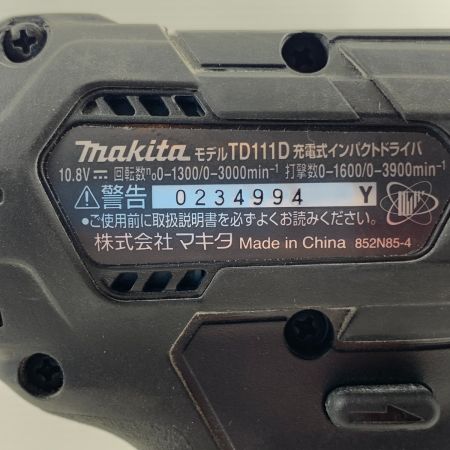 makita モデルTD111D 充電式インパクトドライバ
10.8V⎓ 回転数n₀0-1300/0-3000min⁻¹ 打撃数0-1600/0-3900min⁻¹
⚠警告 0234994 Y
●ご使用前に取扱説明書を必ずよくお読みください。
株式会社マキタ Made in China 852N85-4